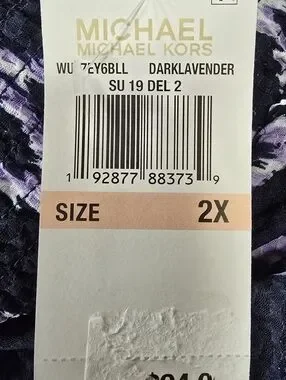 MICHAEL
MICHAEL KORS
DARKLAVENDER
SU 19 DEL 2
1 92877 88373 9
SIZE 2X